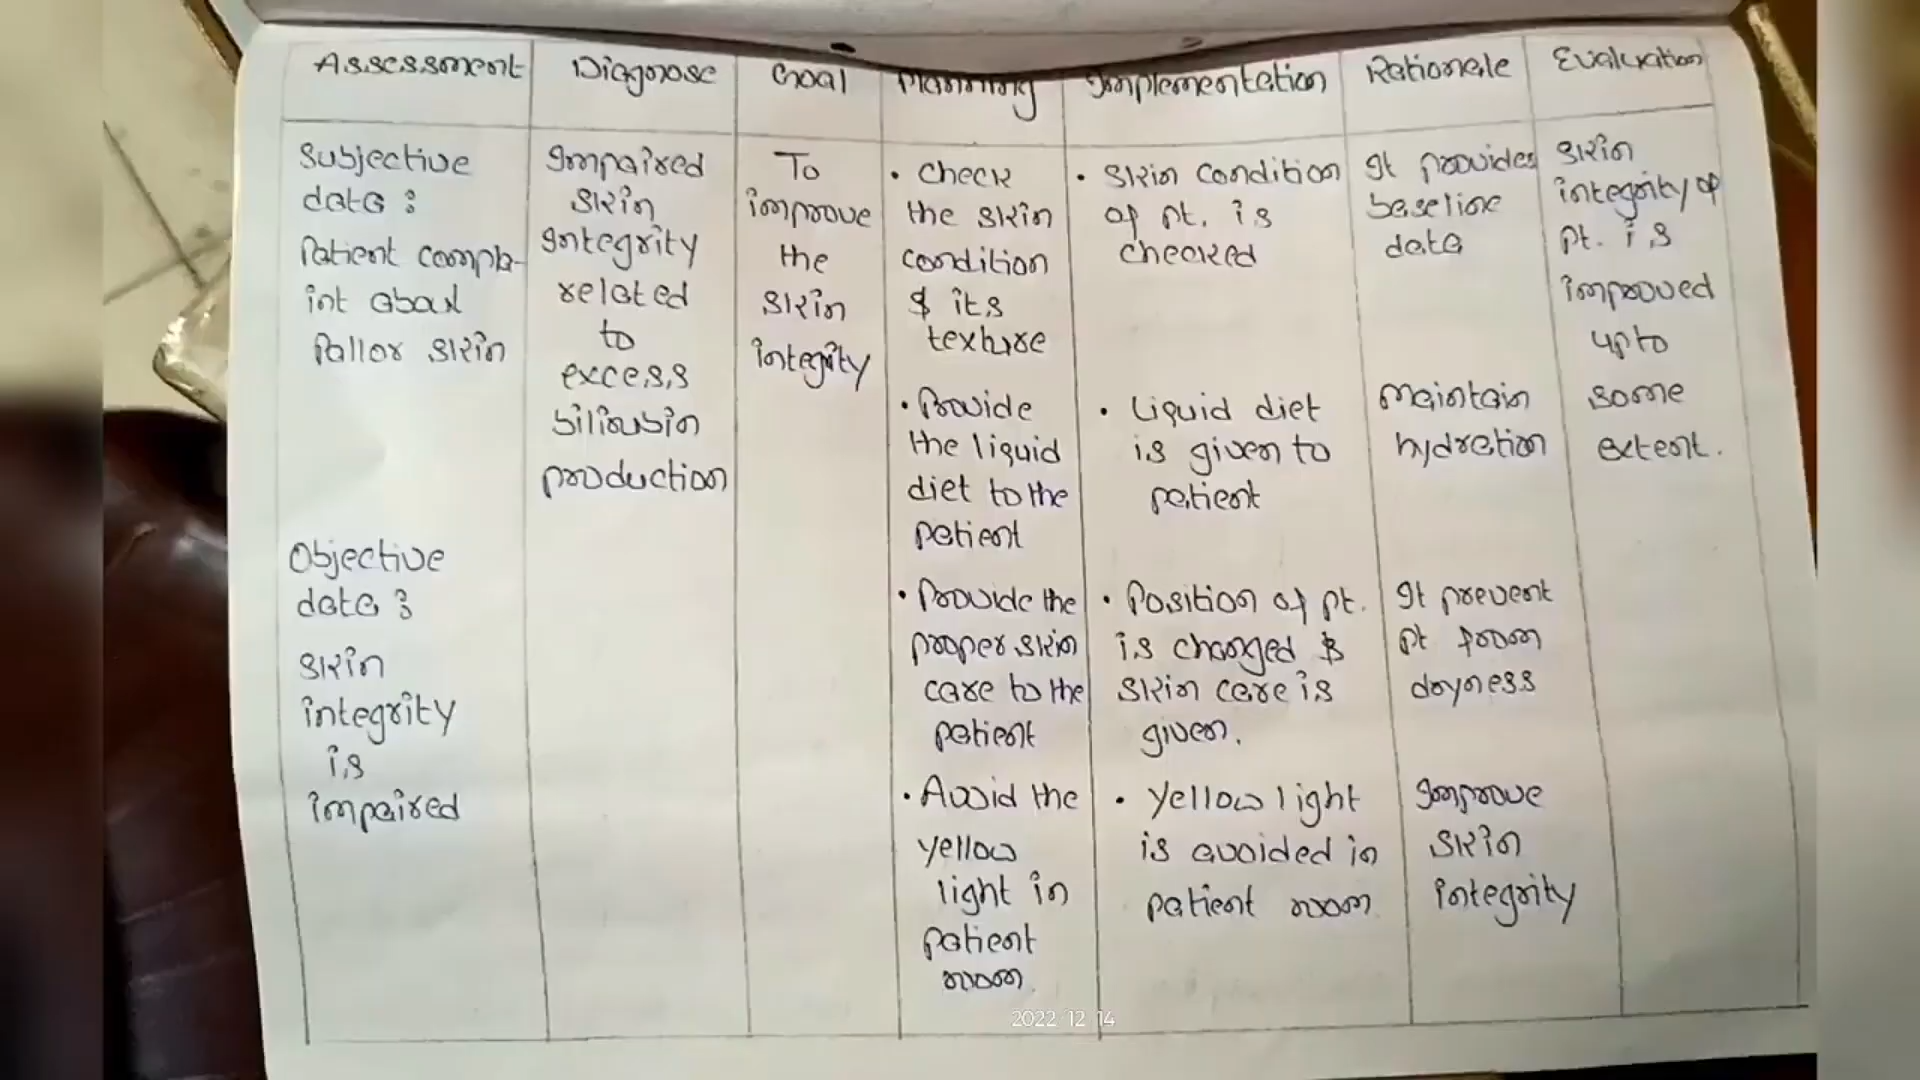 Assessment
Diagnose
Goal
Planning
Implementation
Rationale
Evaluation
Subjective
data :
Patient compla-
int about
Pallor skin
Objective
data :
skin
integrity
is
impaired
Impaired
skin
Integrity
related
to
excess
bilirubin
production
To
improve
the
skin
integrity
• Check
the skin
condition
& its
texture
• Provide
the liquid
diet to the
patient
• Provide the
proper skin
care to the
patient
• Avoid the
yellow
light in
patient
room.
• Skin condition
of pt. is
checked
• Liquid diet
is given to
patient
• Position of pt.
is changed &
skin care is
given.
• Yellow light
is avoided in
patient room
It provides
baseline
data
Maintain
hydration
It prevent
pt from
dryness
Improve
skin
integrity
Skin
integrity of
pt. is
improved
upto
some
extent.
2022 12 14